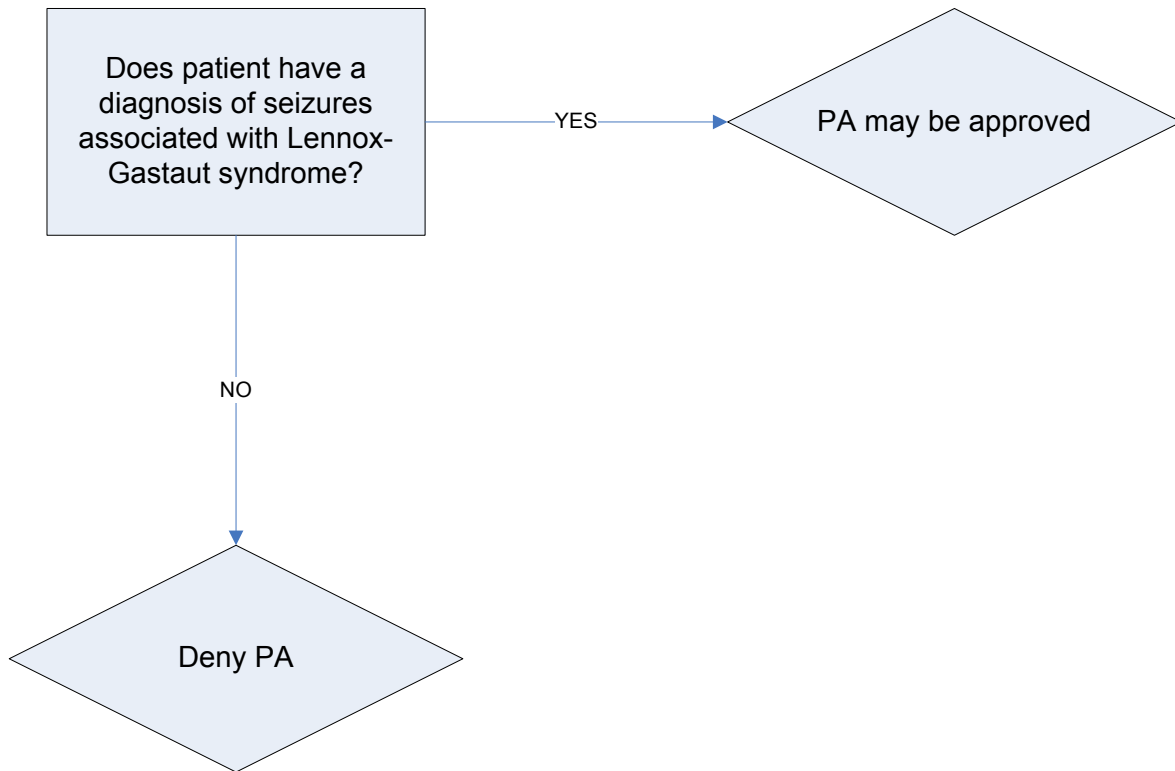 Does patient have a
diagnosis of seizures
associated with Lennox-
Gastaut syndrome?
YES
PA may be approved
NO
Deny PA